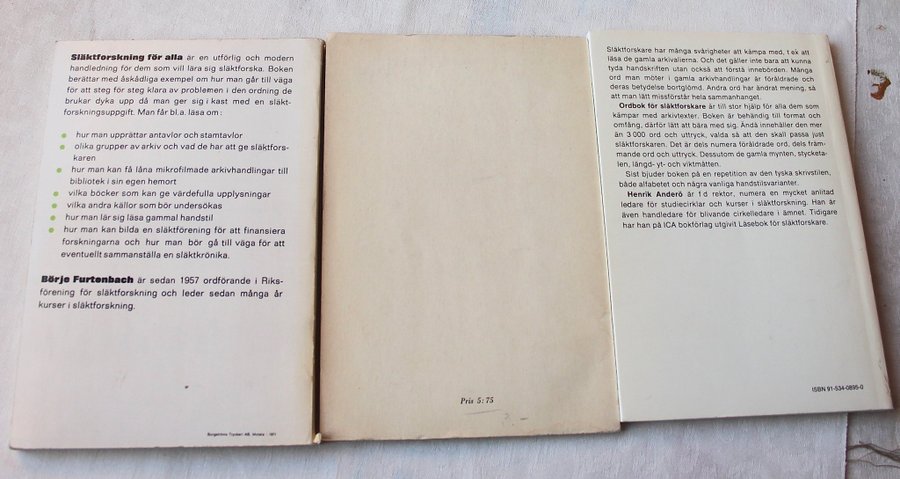 Släktforskning för alla är en utförlig och modern
handledning för dem som vill lära sig släktforska. Boken
berättar med åskådliga exempel om hur man går till väga
för att steg för steg klara av problemen i den ordning de
brukar dyka upp då man ger sig i kast med en släkt-
forskningsuppgift. Man får bl.a. läsa om:
hur man upprättar antavlor och stamtavlor
olika grupper av arkiv och vad de har att ge släktfors-
karen
hur man kan få låna mikrofilmade arkivhandlingar till
bibliotek i sin egen hemort
vilka böcker som kan ge värdefulla upplysningar
vilka andra källor som bör undersökas
hur man lär sig läsa gammal handstil
hur man kan bilda en släktförening för att finansiera
forskningarna och hur man bör gå till väga för att
eventuellt sammanställa en släktkrönika.
Börje Furtenbach är sedan 1957 ordförande i Riks-
förening för släktforskning och leder sedan många år
kurser i släktforskning.
Borgströms Tryckeri AB, Motala 1971
Pris 5:75
Släktforskare har många svårigheter att kämpa med, t ex att
läsa de gamla arkivalierna. Och det gäller inte bara att kunna
tyda handskriften utan också att förstå innebörden. Många
ord man möter i gamla arkivhandlingar är föråldrade och
deras betydelse bortglömd. Andra ord har ändrat mening, så
att man lätt missförstår hela sammanhanget.
Ordbok för släktforskare är till stor hjälp för alla dem som
kämpar med arkivtexter. Boken är behändig till format och
omfång, därför lätt att bära med sig. Ändå innehåller den mer
än 3 000 ord och uttryck, valda så att den skall passa just
släktforskaren. Det är dels numera föråldrade ord, dels från-
mande ord och uttryck. Dessutom de gamla mynten, stycketa-
len, längd- yt- och viktmåtten.
Sist bjuder boken på en repetition av den tyska skrivstilen,
både alfabetet och några vanliga handstilsvarianter.
Henrik Anderö är f d rektor, numera en mycket anlitad
ledare för studiecirklar och kurser i släktforskning. Han är
även handledare för blivande cirkelledare i ämnet. Tidigare
har han på ICA bokförlag utgivit Läsebok för släktforskare.
ISBN 91-534-0895-0